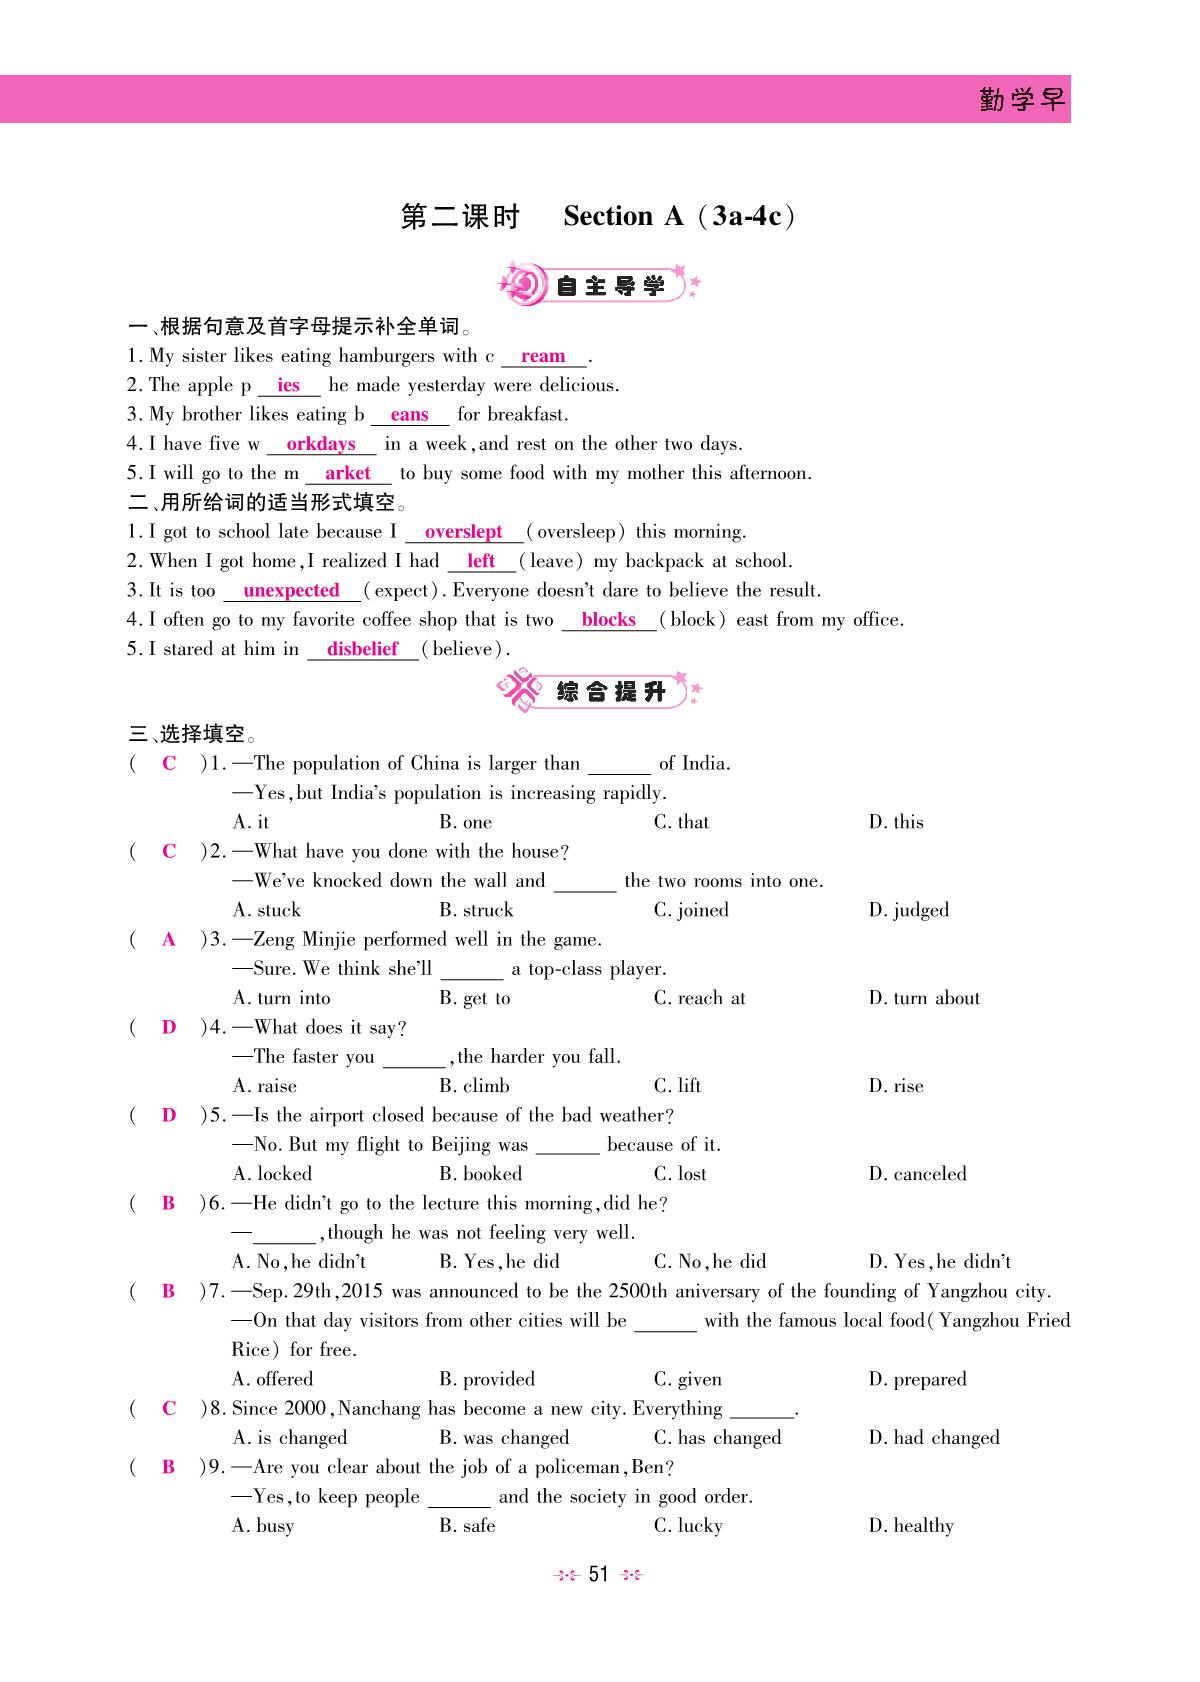 勤学早
第二课时 Section A (3a-4c)
自主导学
一、根据句意及首字母提示补全单词。
1. My sister likes eating hamburgers with c ream .
2. The apple p ies he made yesterday were delicious.
3. My brother likes eating b eans for breakfast.
4. I have five w orkdays in a week, and rest on the other two days.
5. I will go to the m arket to buy some food with my mother this afternoon.
二、用所给词的适当形式填空。
1. I got to school late because I overslept (oversleep) this morning.
2. When I got home, I realized I had left (leave) my backpack at school.
3. It is too unexpected (expect). Everyone doesn't dare to believe the result.
4. I often go to my favorite coffee shop that is two blocks (block) east from my office.
5. I stared at him in disbelief (believe).
综合提升
三、选择填空。
( C )1. —The population of China is larger than ______ of India.
—Yes, but India's population is increasing rapidly.
A. it B. one C. that D. this
( C )2. —What have you done with the house?
—We've knocked down the wall and ______ the two rooms into one.
A. stuck B. struck C. joined D. judged
( A )3. —Zeng Minjie performed well in the game.
—Sure. We think she'll ______ a top-class player.
A. turn into B. get to C. reach at D. turn about
( D )4. —What does it say?
—The faster you ______, the harder you fall.
A. raise B. climb C. lift D. rise
( D )5. —Is the airport closed because of the bad weather?
—No. But my flight to Beijing was ______ because of it.
A. locked B. booked C. lost D. canceled
( B )6. —He didn't go to the lecture this morning, did he?
—______, though he was not feeling very well.
A. No, he didn't B. Yes, he did C. No, he did D. Yes, he didn't
( B )7. —Sep. 29th, 2015 was announced to be the 2500th aniversary of the founding of Yangzhou city.
—On that day visitors from other cities will be ______ with the famous local food(Yangzhou Fried
Rice) for free.
A. offered B. provided C. given D. prepared
( C )8. Since 2000, Nanchang has become a new city. Everything ______.
A. is changed B. was changed C. has changed D. had changed
( B )9. —Are you clear about the job of a policeman, Ben?
—Yes, to keep people ______ and the society in good order.
A. busy B. safe C. lucky D. healthy
51